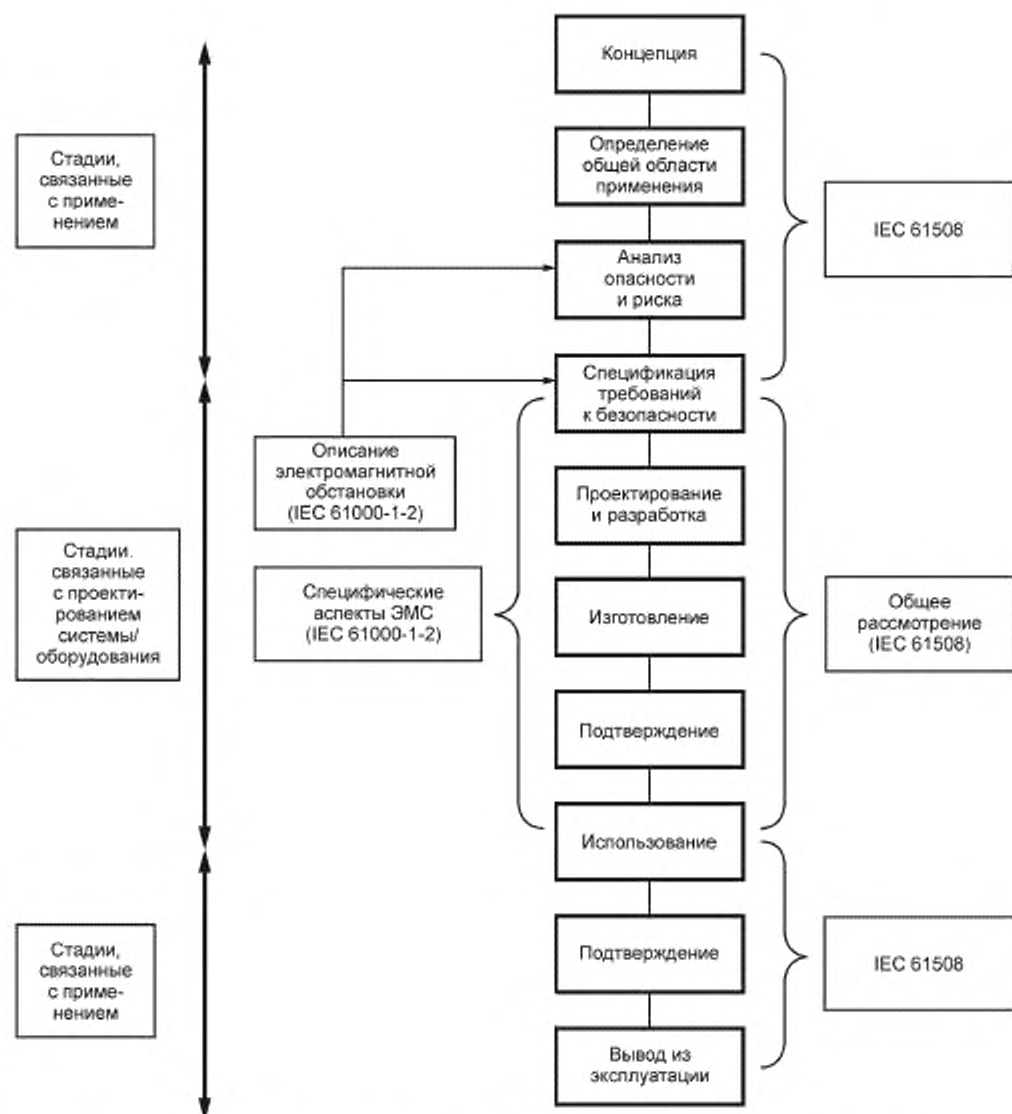 Концепция
Определение
общей области
применения
Стадии,
связанные
с приме-
нением
IEC 61508
Анализ
опасности
и риска
Спецификация
требований
к безопасности
Описание
электромагнитной
обстановки
(IEC 61000-1-2)
Проектирование
и разработка
Стадии.
связанные
с проекти-
рованием
системы/
оборудования
Специфические
аспекты ЭМС
(IEC 61000-1-2)
Изготовление
Общее
рассмотрение
(IEC 61508)
Подтверждение
Использование
Стадии,
связанные
с приме-
нением
Подтверждение
IEC 61508
Вывод из
эксплуатации